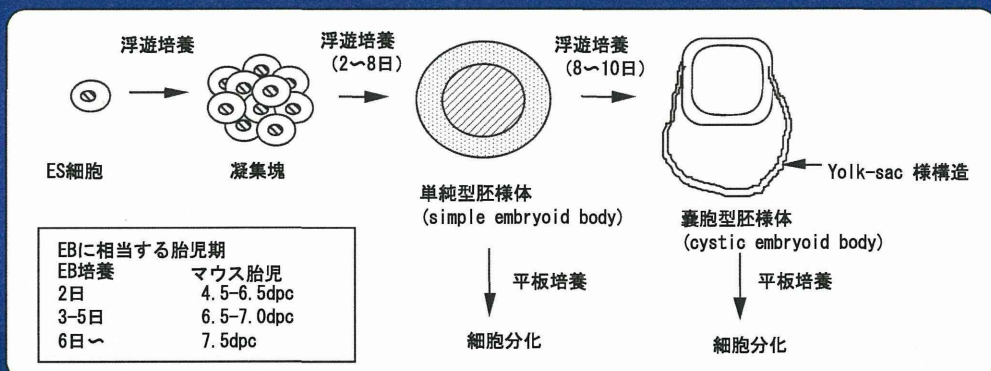 浮遊培養
浮遊培養
(2〜8日)
浮遊培養
(8〜10日)
ES細胞
凝集塊
単純型胚様体
(simple embryoid body)
Yolk-sac 様構造
嚢胞型胚様体
(cystic embryoid body)
平板培養
平板培養
細胞分化
細胞分化
EBに相当する胎児期
EB培養 マウス胎児
2日 4.5-6.5dpc
3-5日 6.5-7.0dpc
6日〜 7.5dpc